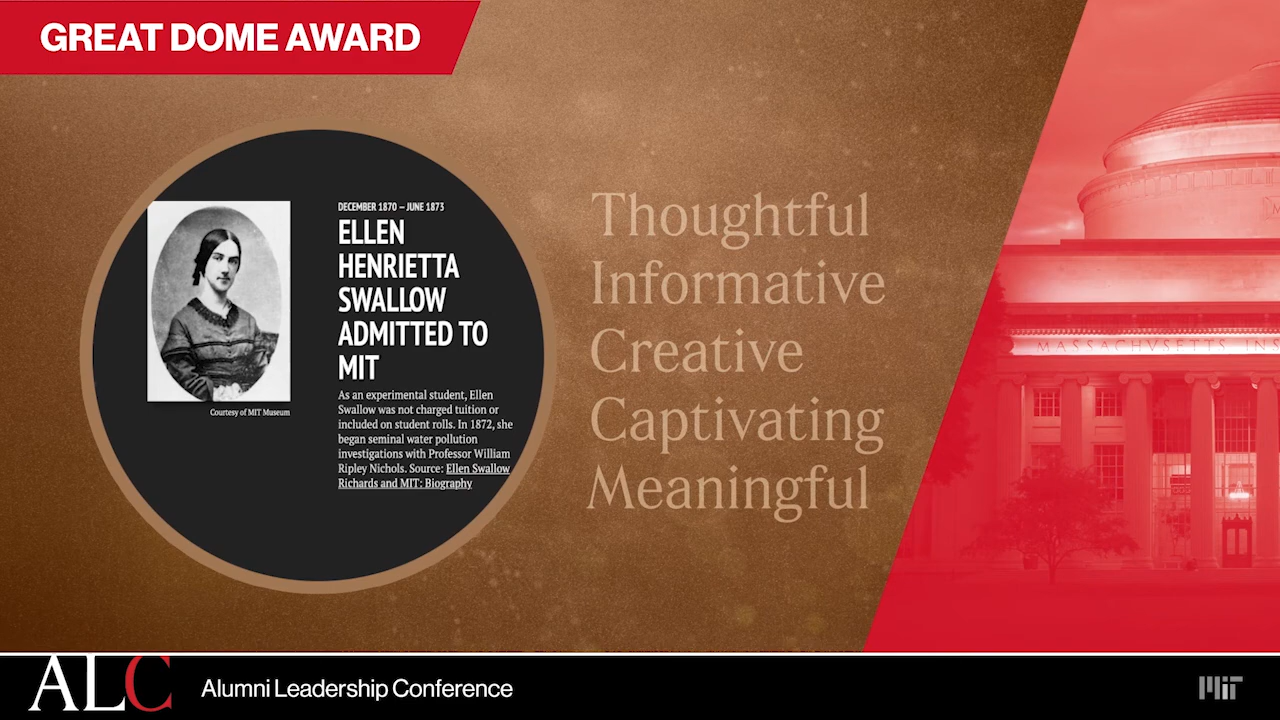 GREAT DOME AWARD
DECEMBER 1870 – JUNE 1873
ELLEN
HENRIETTA
SWALLOW
ADMITTED TO
MIT
As an experimental student, Ellen
Swallow was not charged tuition or
included on student rolls. In 1872, she
began seminal water pollution
investigations with Professor William
Ripley Nichols. Source: Ellen Swallow
Richards and MIT: Biography
Courtesy of MIT Museum
Thoughtful
Informative
Creative
Captivating
Meaningful
MASSACHVSETTS INS
ALC Alumni Leadership Conference
MIT